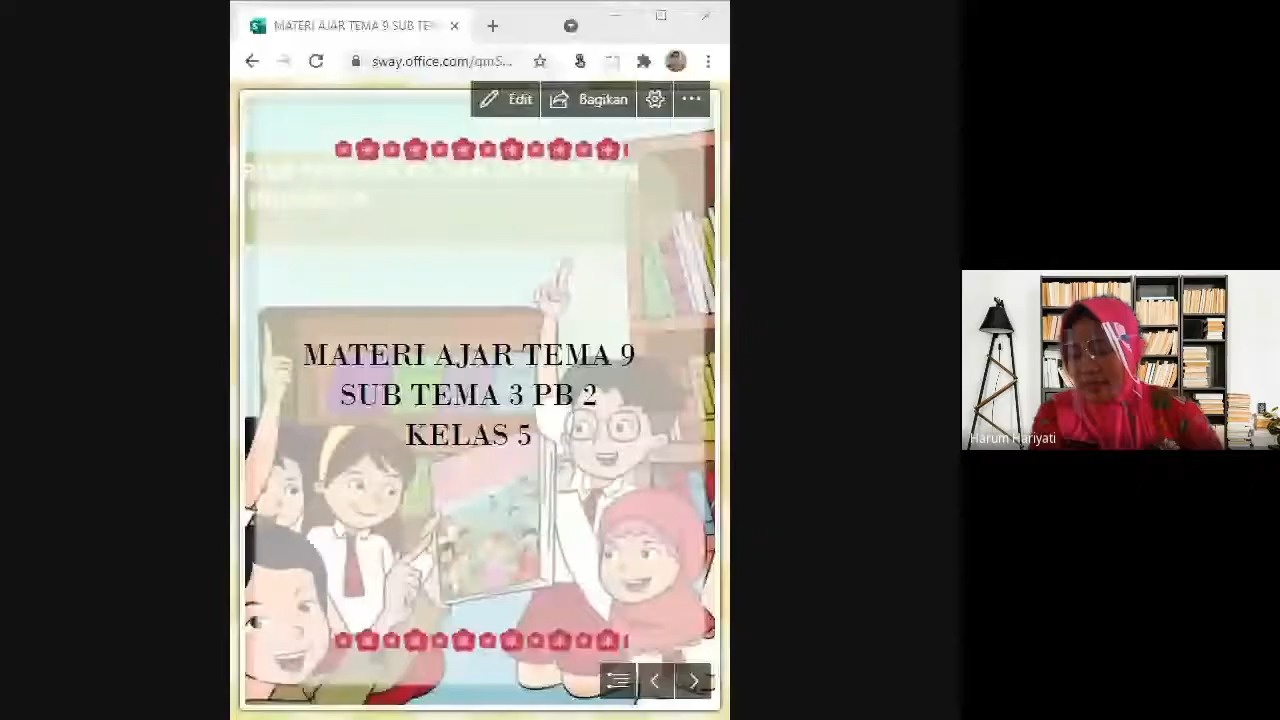 MATERI AJAR TEMA 9 SUB TE
sway.office.com/qmS...
Edit
Bagikan
MATERI AJAR TEMA 9
SUB TEMA 3 PB 2
KELAS 5
Harum Hariyati